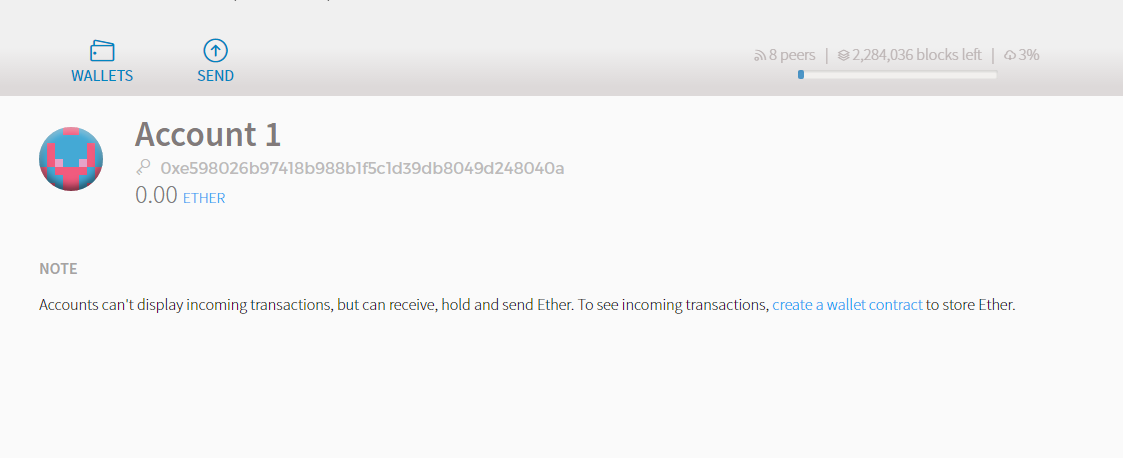 WALLETS
SEND
8 peers | 2,284,036 blocks left | 3%
Account 1
0xe598026b97418b988b1f5c1d39db8049d248040a
0.00 ETHER
NOTE
Accounts can't display incoming transactions, but can receive, hold and send Ether. To see incoming transactions, create a wallet contract to store Ether.